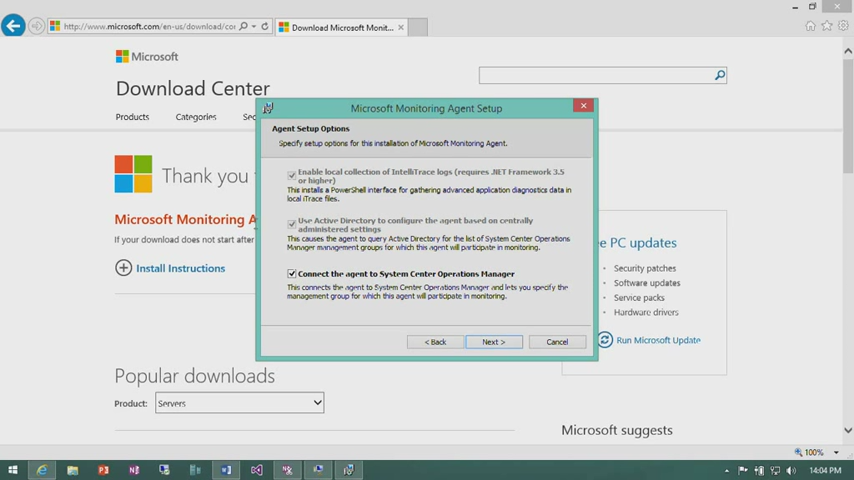 http://www.microsoft.com/en-us/download/co
Download Microsoft Monit...
Microsoft
Download Center
Products
Categories
Thank you
Microsoft Monitoring A
If your download does not start after
Install Instructions
Popular downloads
Product:
Servers
Microsoft Monitoring Agent Setup
Agent Setup Options
Specify setup options for this installation of Microsoft Monitoring Agent.
Enable local collection of IntelliTrace logs (requires .NET Framework 3.5
or higher)
This installs a PowerShell interface for gathering advanced application diagnostics data in
local iTrace files.
Use Active Directory to configure the agent based on centrally
administered settings
This causes the agent to query Active Directory for the list of System Center Operations
Manager management groups for which this agent will participate in monitoring.
Connect the agent to System Center Operations Manager
This connects the agent to System Center Operations Manager and lets you specify the
management group for which this agent will participate in monitoring.
< Back
Next >
Cancel
ee PC updates
Security patches
Software updates
Service packs
Hardware drivers
Run Microsoft Update
Microsoft suggests
100%
14:04 PM